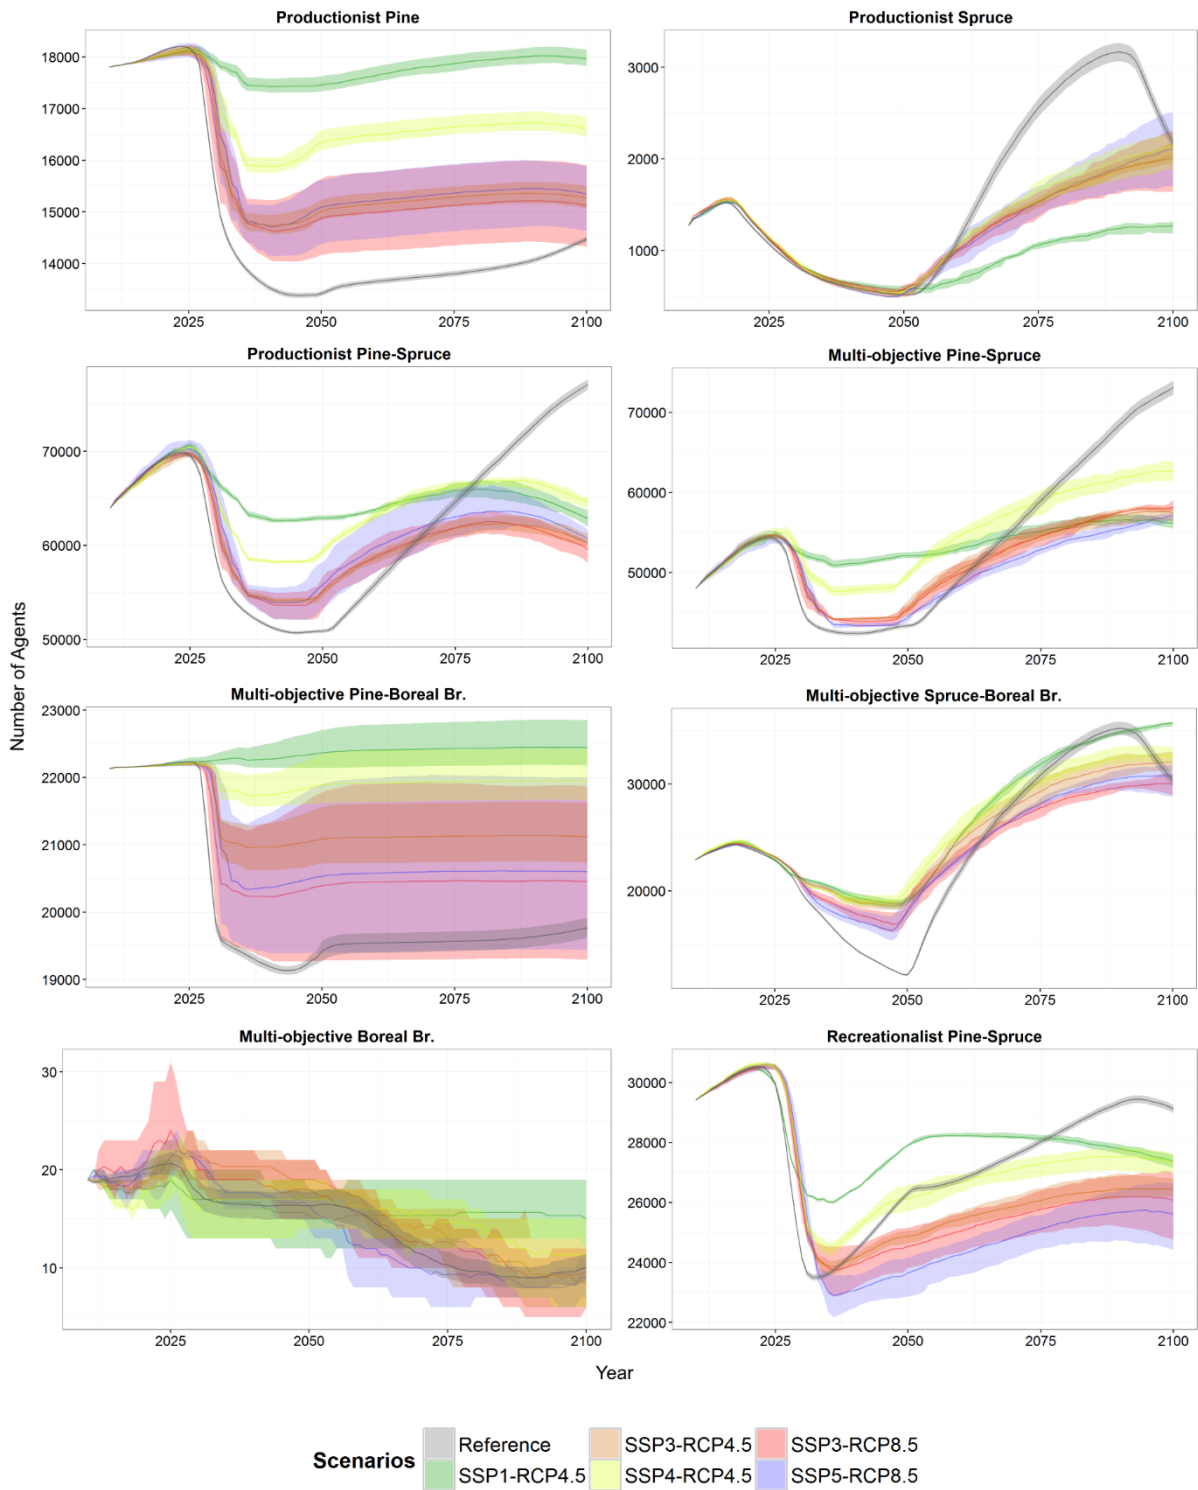 Productionist Pine
18000
17000
16000
15000
14000
2025 2050 2075 2100
Productionist Spruce
3000
2000
1000
2025 2050 2075 2100
Productionist Pine-Spruce
70000
60000
50000
2025 2050 2075 2100
Multi-objective Pine-Spruce
70000
60000
50000
2025 2050 2075 2100
Number of Agents
Multi-objective Pine-Boreal Br.
23000
22000
21000
20000
19000
2025 2050 2075 2100
Multi-objective Spruce-Boreal Br.
30000
20000
2025 2050 2075 2100
Multi-objective Boreal Br.
30
20
10
2025 2050 2075 2100
Recreationalist Pine-Spruce
30000
28000
26000
24000
22000
2025 2050 2075 2100
Year
Scenarios
Reference SSP3-RCP4.5 SSP3-RCP8.5
SSP1-RCP4.5 SSP4-RCP4.5 SSP5-RCP8.5